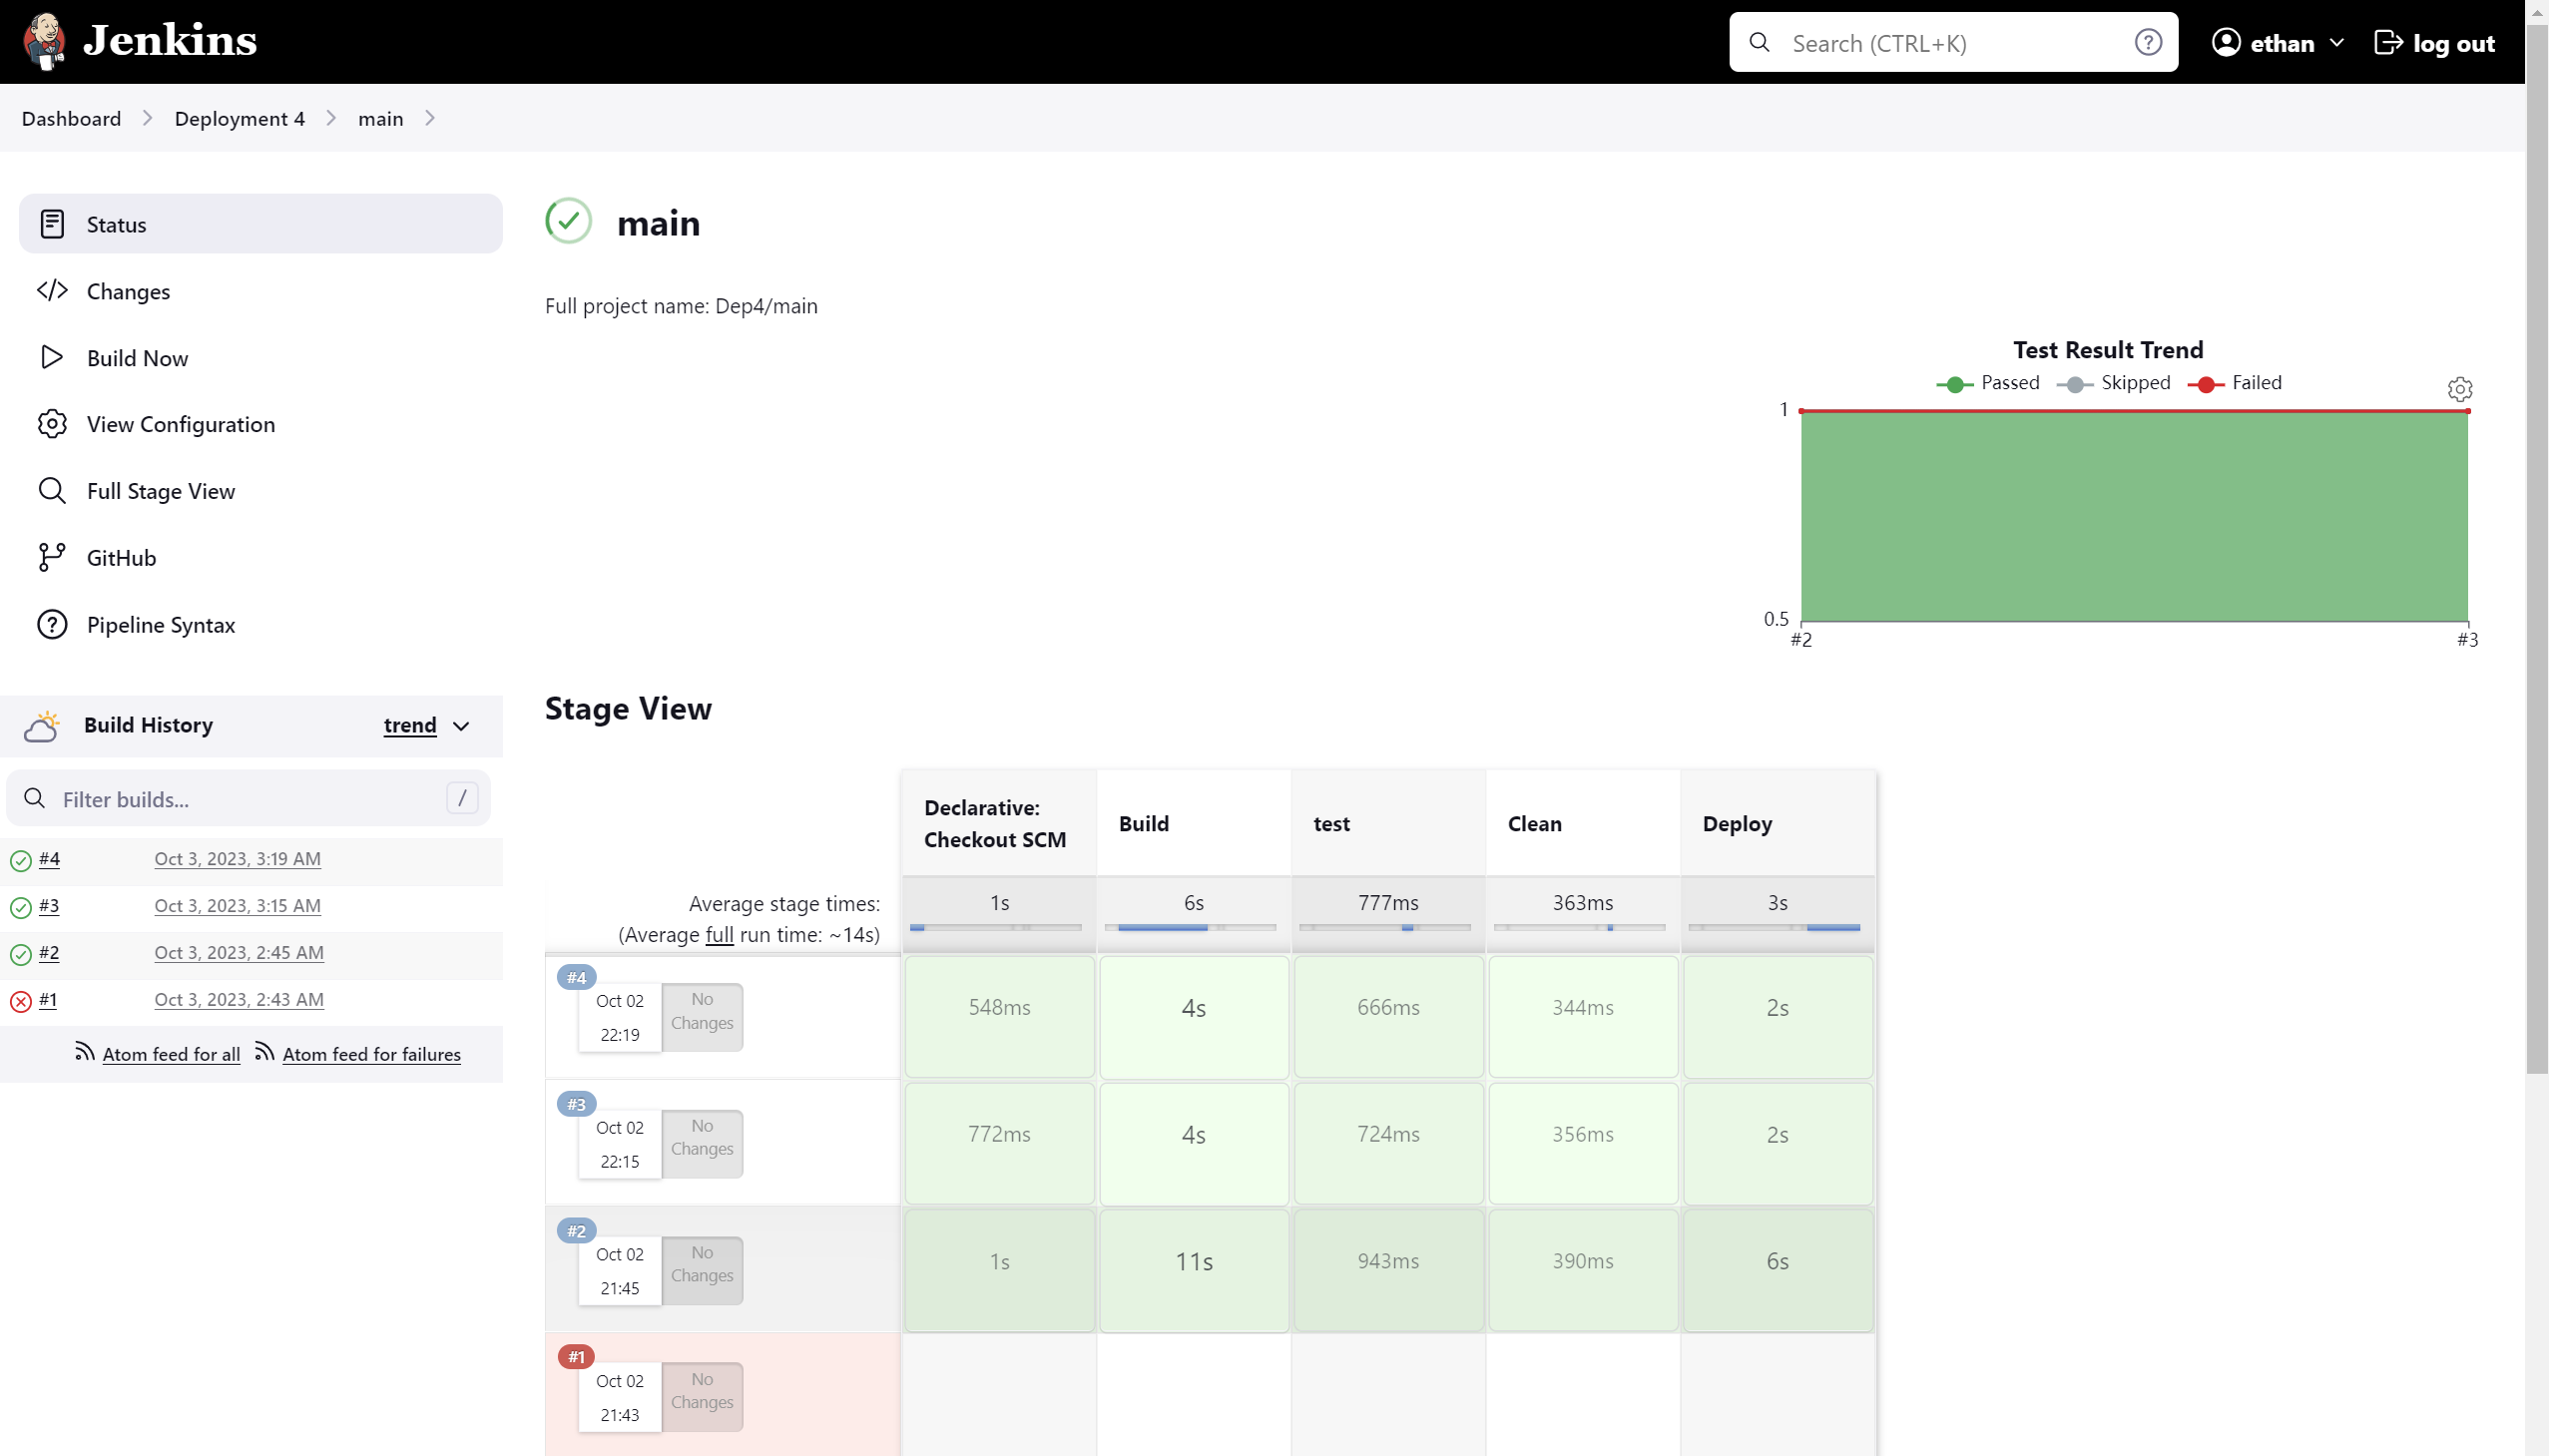 Jenkins
Search (CTRL+K)
ethan
log out
Dashboard
Deployment 4
main
Status
Changes
Build Now
View Configuration
Full Stage View
GitHub
Pipeline Syntax
Build History
trend
Filter builds...
/
#4 Oct 3, 2023, 3:19 AM
#3 Oct 3, 2023, 3:15 AM
#2 Oct 3, 2023, 2:45 AM
#1 Oct 3, 2023, 2:43 AM
Atom feed for all Atom feed for failures
main
Full project name: Dep4/main
Test Result Trend
Passed Skipped Failed
1
0.5
#2 #3
Stage View
Declarative: Checkout SCM
Build
test
Clean
Deploy
Average stage times:
(Average full run time: ~14s)
1s 6s 777ms 363ms 3s
#4
Oct 02
22:19
No
Changes
548ms 4s 666ms 344ms 2s
#3
Oct 02
22:15
No
Changes
772ms 4s 724ms 356ms 2s
#2
Oct 02
21:45
No
Changes
1s 11s 943ms 390ms 6s
#1
Oct 02
21:43
No
Changes